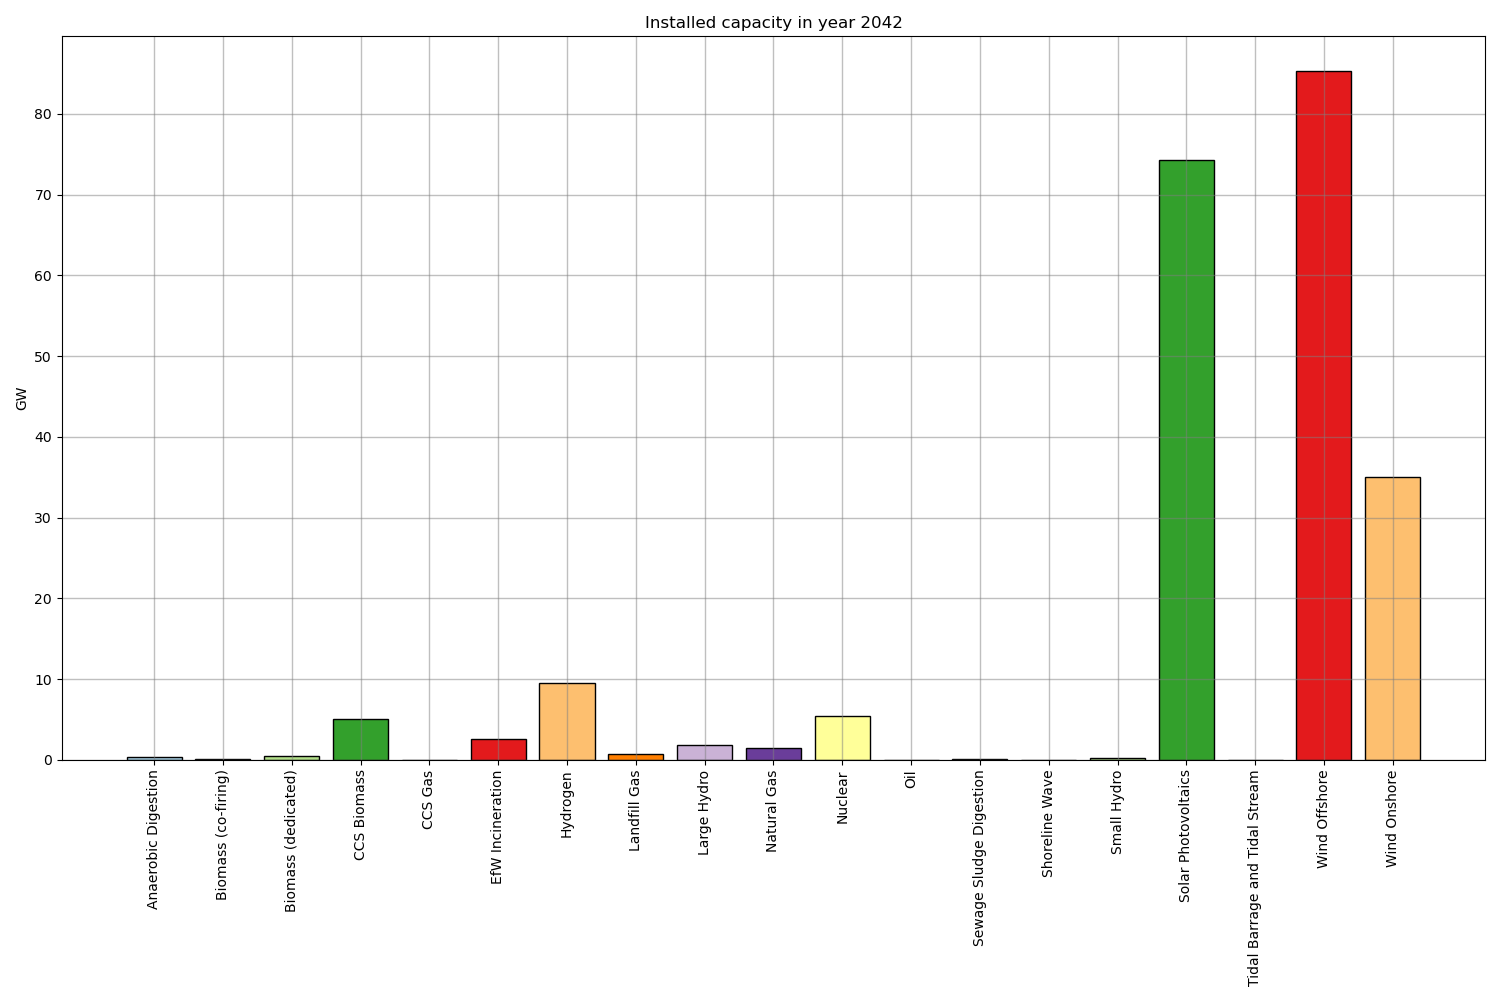 Installed capacity in year 2042
GW
80
70
60
50
40
30
20
10
0
Anaerobic Digestion
Biomass (co-firing)
Biomass (dedicated)
CCS Biomass
CCS Gas
EfW Incineration
Hydrogen
Landfill Gas
Large Hydro
Natural Gas
Nuclear
Oil
Sewage Sludge Digestion
Shoreline Wave
Small Hydro
Solar Photovoltaics
Tidal Barrage and Tidal Stream
Wind Offshore
Wind Onshore